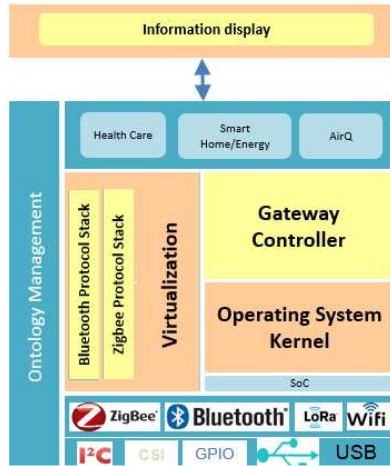 Information display
Health Care
Smart
Home/Energy
AirQ
Ontology Management
Bluetooth Protocol Stack
Zigbee Protocol Stack
Virtualization
Gateway
Controller
Operating System
Kernel
SoC
ZigBee®
Bluetooth®
LoRa
Wifi
I²C
CSI
GPIO
USB